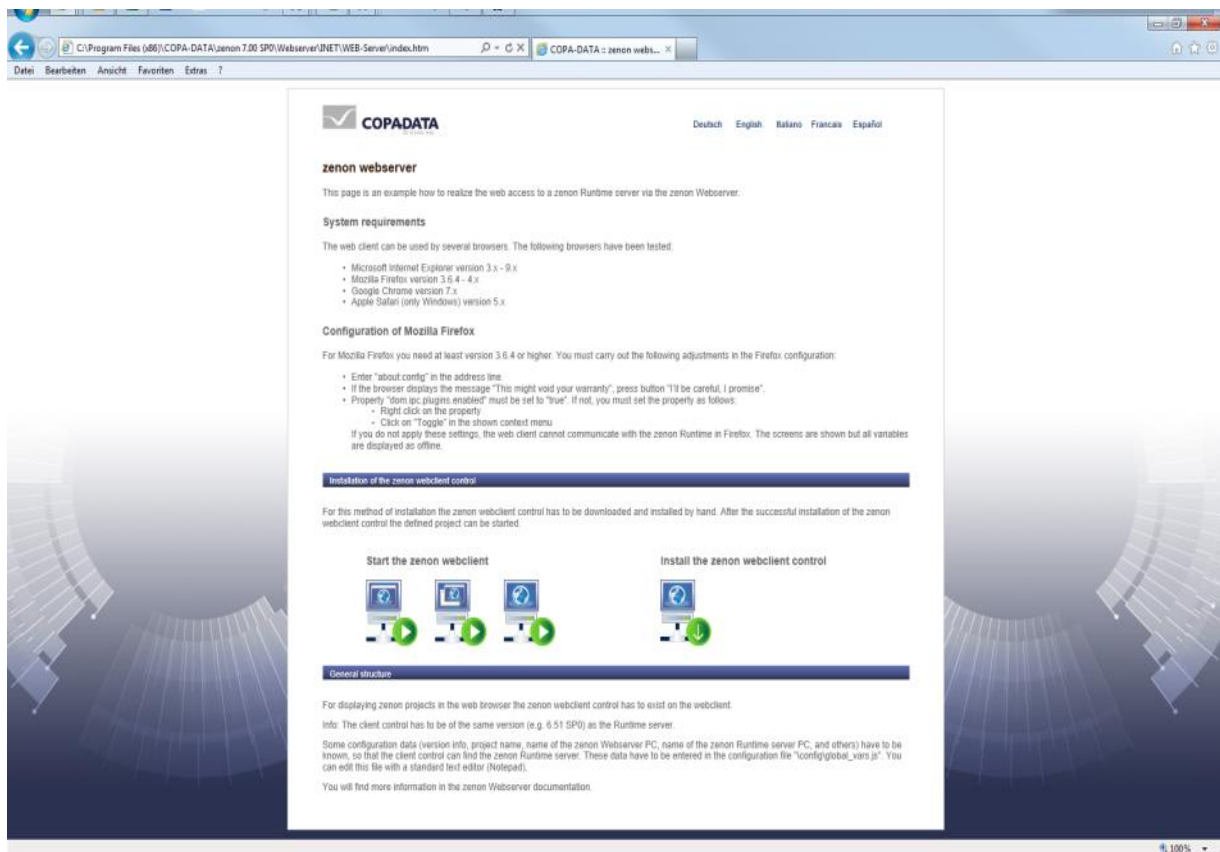 C:\Program Files (x86)\COPA-DATA\zenon 7.00 SP0\Webserver\INET\WEB-Server\index.htm
COPA-DATA :: zenon webs...
Datei Bearbeiten Ansicht Favoriten Extras ?
COPADATA
Deutsch English Italiano Francais Español
zenon webserver
This page is an example how to realize the web access to a zenon Runtime server via the zenon Webserver.
System requirements
The web client can be used by several browsers. The following browsers have been tested:
• Microsoft Internet Explorer version 3.x - 9.x
• Mozilla Firefox version 3.6.4 - 4.x
• Google Chrome version 7.x
• Apple Safari (only Windows) version 5.x
Configuration of Mozilla Firefox
For Mozilla Firefox you need at least version 3.6.4 or higher. You must carry out the following adjustments in the Firefox configuration:
• Enter "about:config" in the address line.
• If the browser displays the message "This might void your warranty", press button "I'll be careful, I promise".
• Property "dom.ipc.plugins.enabled" must be set to "true". If not, you must set the property as follows:
• Right click on the property
• Click on "Toggle" in the shown context menu
If you do not apply these settings, the web client cannot communicate with the zenon Runtime in Firefox. The screens are shown but all variables
are displayed as offline.
Installation of the zenon webclient control
For this method of installation the zenon webclient control has to be downloaded and installed by hand. After the successful installation of the zenon
webclient control the defined project can be started.
Start the zenon webclient
Install the zenon webclient control
General structure
For displaying zenon projects in the web browser the zenon webclient control has to exist on the webclient.
Info: The client control has to be of the same version (e.g. 6.51 SP0) as the Runtime server.
Some configuration data (version info, project name, name of the zenon Webserver PC, name of the zenon Runtime server PC, and others) have to be
known, so that the client control can find the zenon Runtime server. These data have to be entered in the configuration file "\config\global_vars.js". You
can edit this file with a standard text editor (Notepad).
You will find more information in the zenon Webserver documentation.
100%